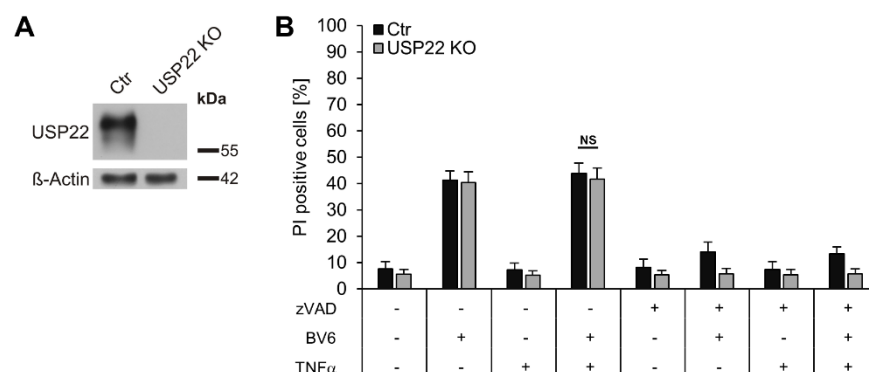 A
Ctr
USP22 KO
kDa
USP22
55
ß-Actin
42
B
Ctr
USP22 KO
PI positive cells [%]
100
90
80
70
60
50
40
30
20
10
0
NS
zVAD - - - - + + + +
BV6 - + - + - + - +
TNFα - - + + - - + +